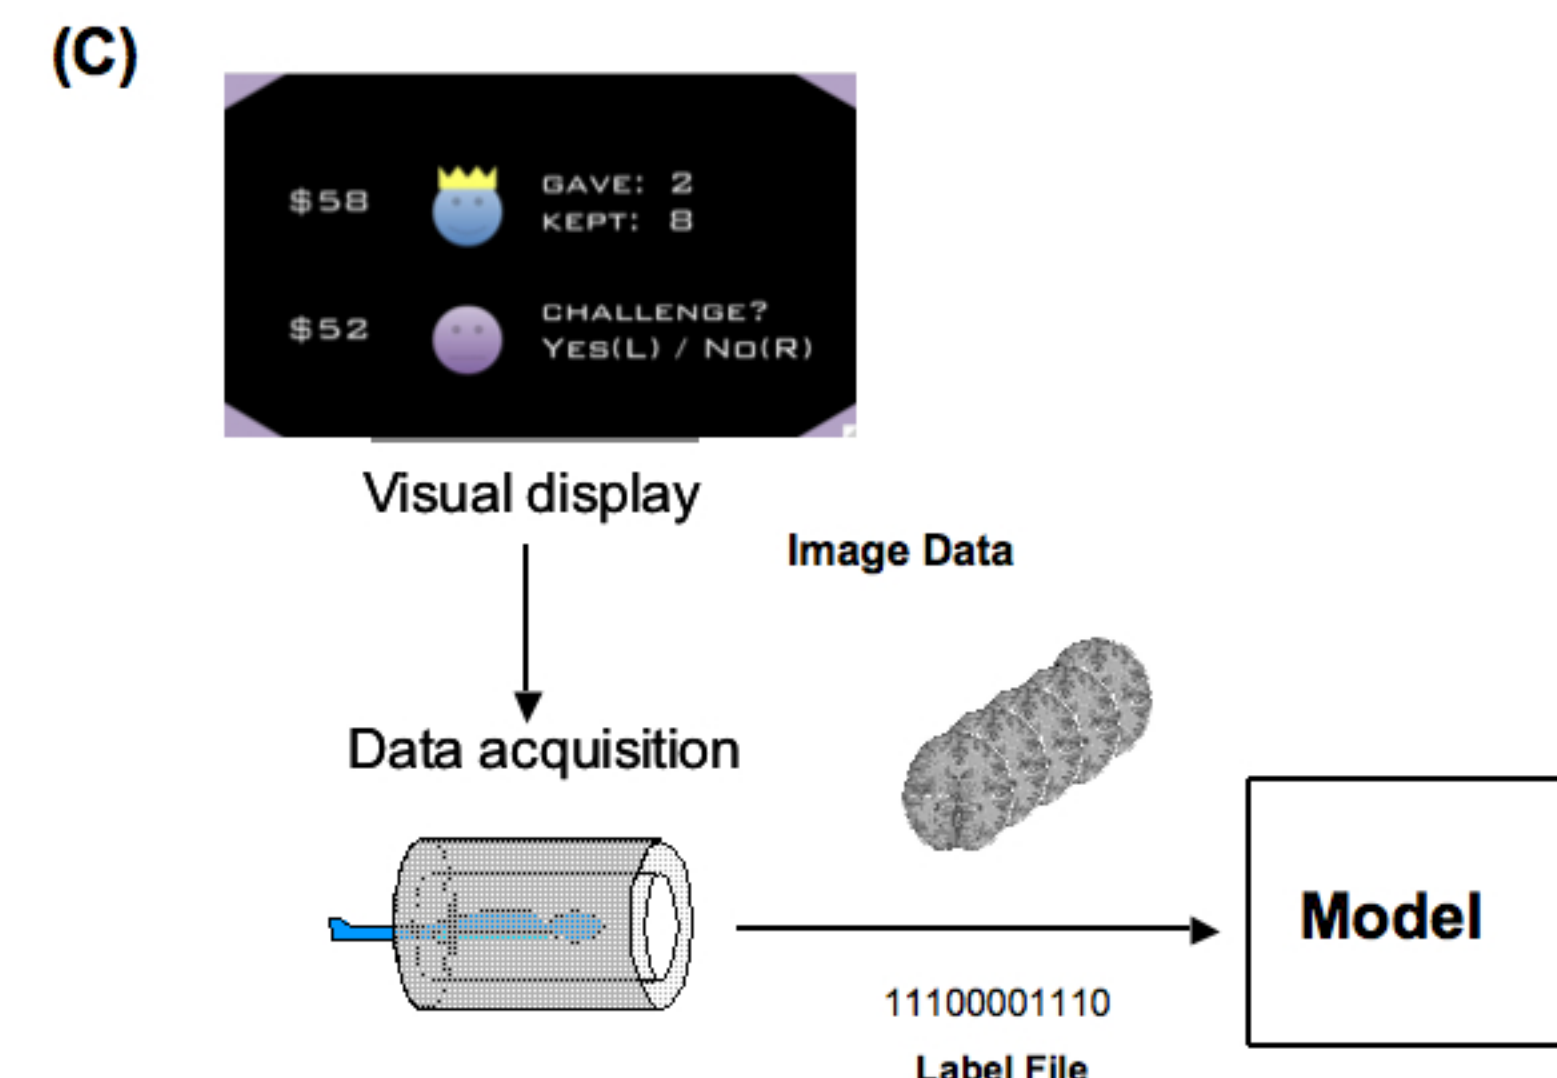 (C)
$58
GAVE: 2
KEPT: 8
$52
CHALLENGE?
YES(L) / NO(R)
Visual display
Image Data
Data acquisition
Model
11100001110
Label File